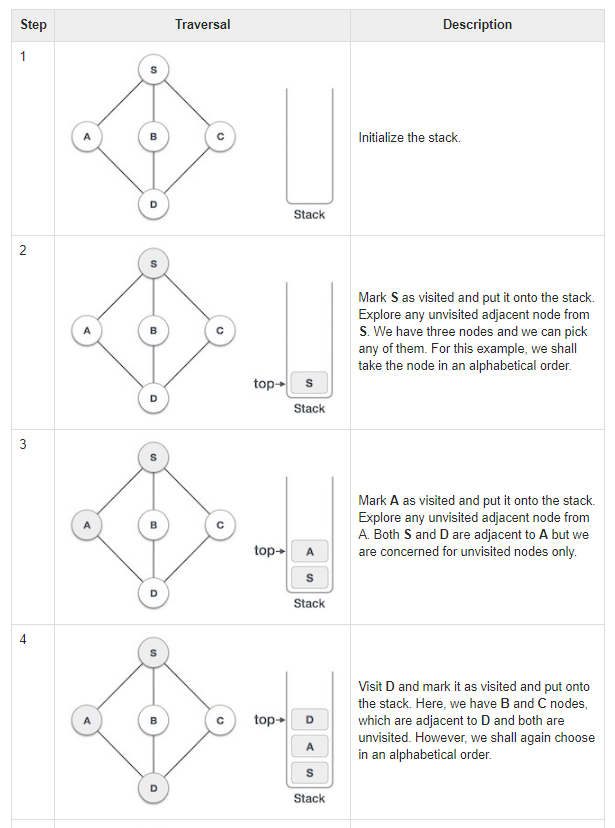 Step Traversal Description
1
S
A B C
D
Stack
Initialize the stack.
2
S
A B C
D
top→ S
Stack
Mark S as visited and put it onto the stack.
Explore any unvisited adjacent node from
S. We have three nodes and we can pick
any of them. For this example, we shall
take the node in an alphabetical order.
3
S
A B C
D
top→ A
S
Stack
Mark A as visited and put it onto the stack.
Explore any unvisited adjacent node from
A. Both S and D are adjacent to A but we
are concerned for unvisited nodes only.
4
S
A B C
D
top→ D
A
S
Stack
Visit D and mark it as visited and put onto
the stack. Here, we have B and C nodes,
which are adjacent to D and both are
unvisited. However, we shall again choose
in an alphabetical order.